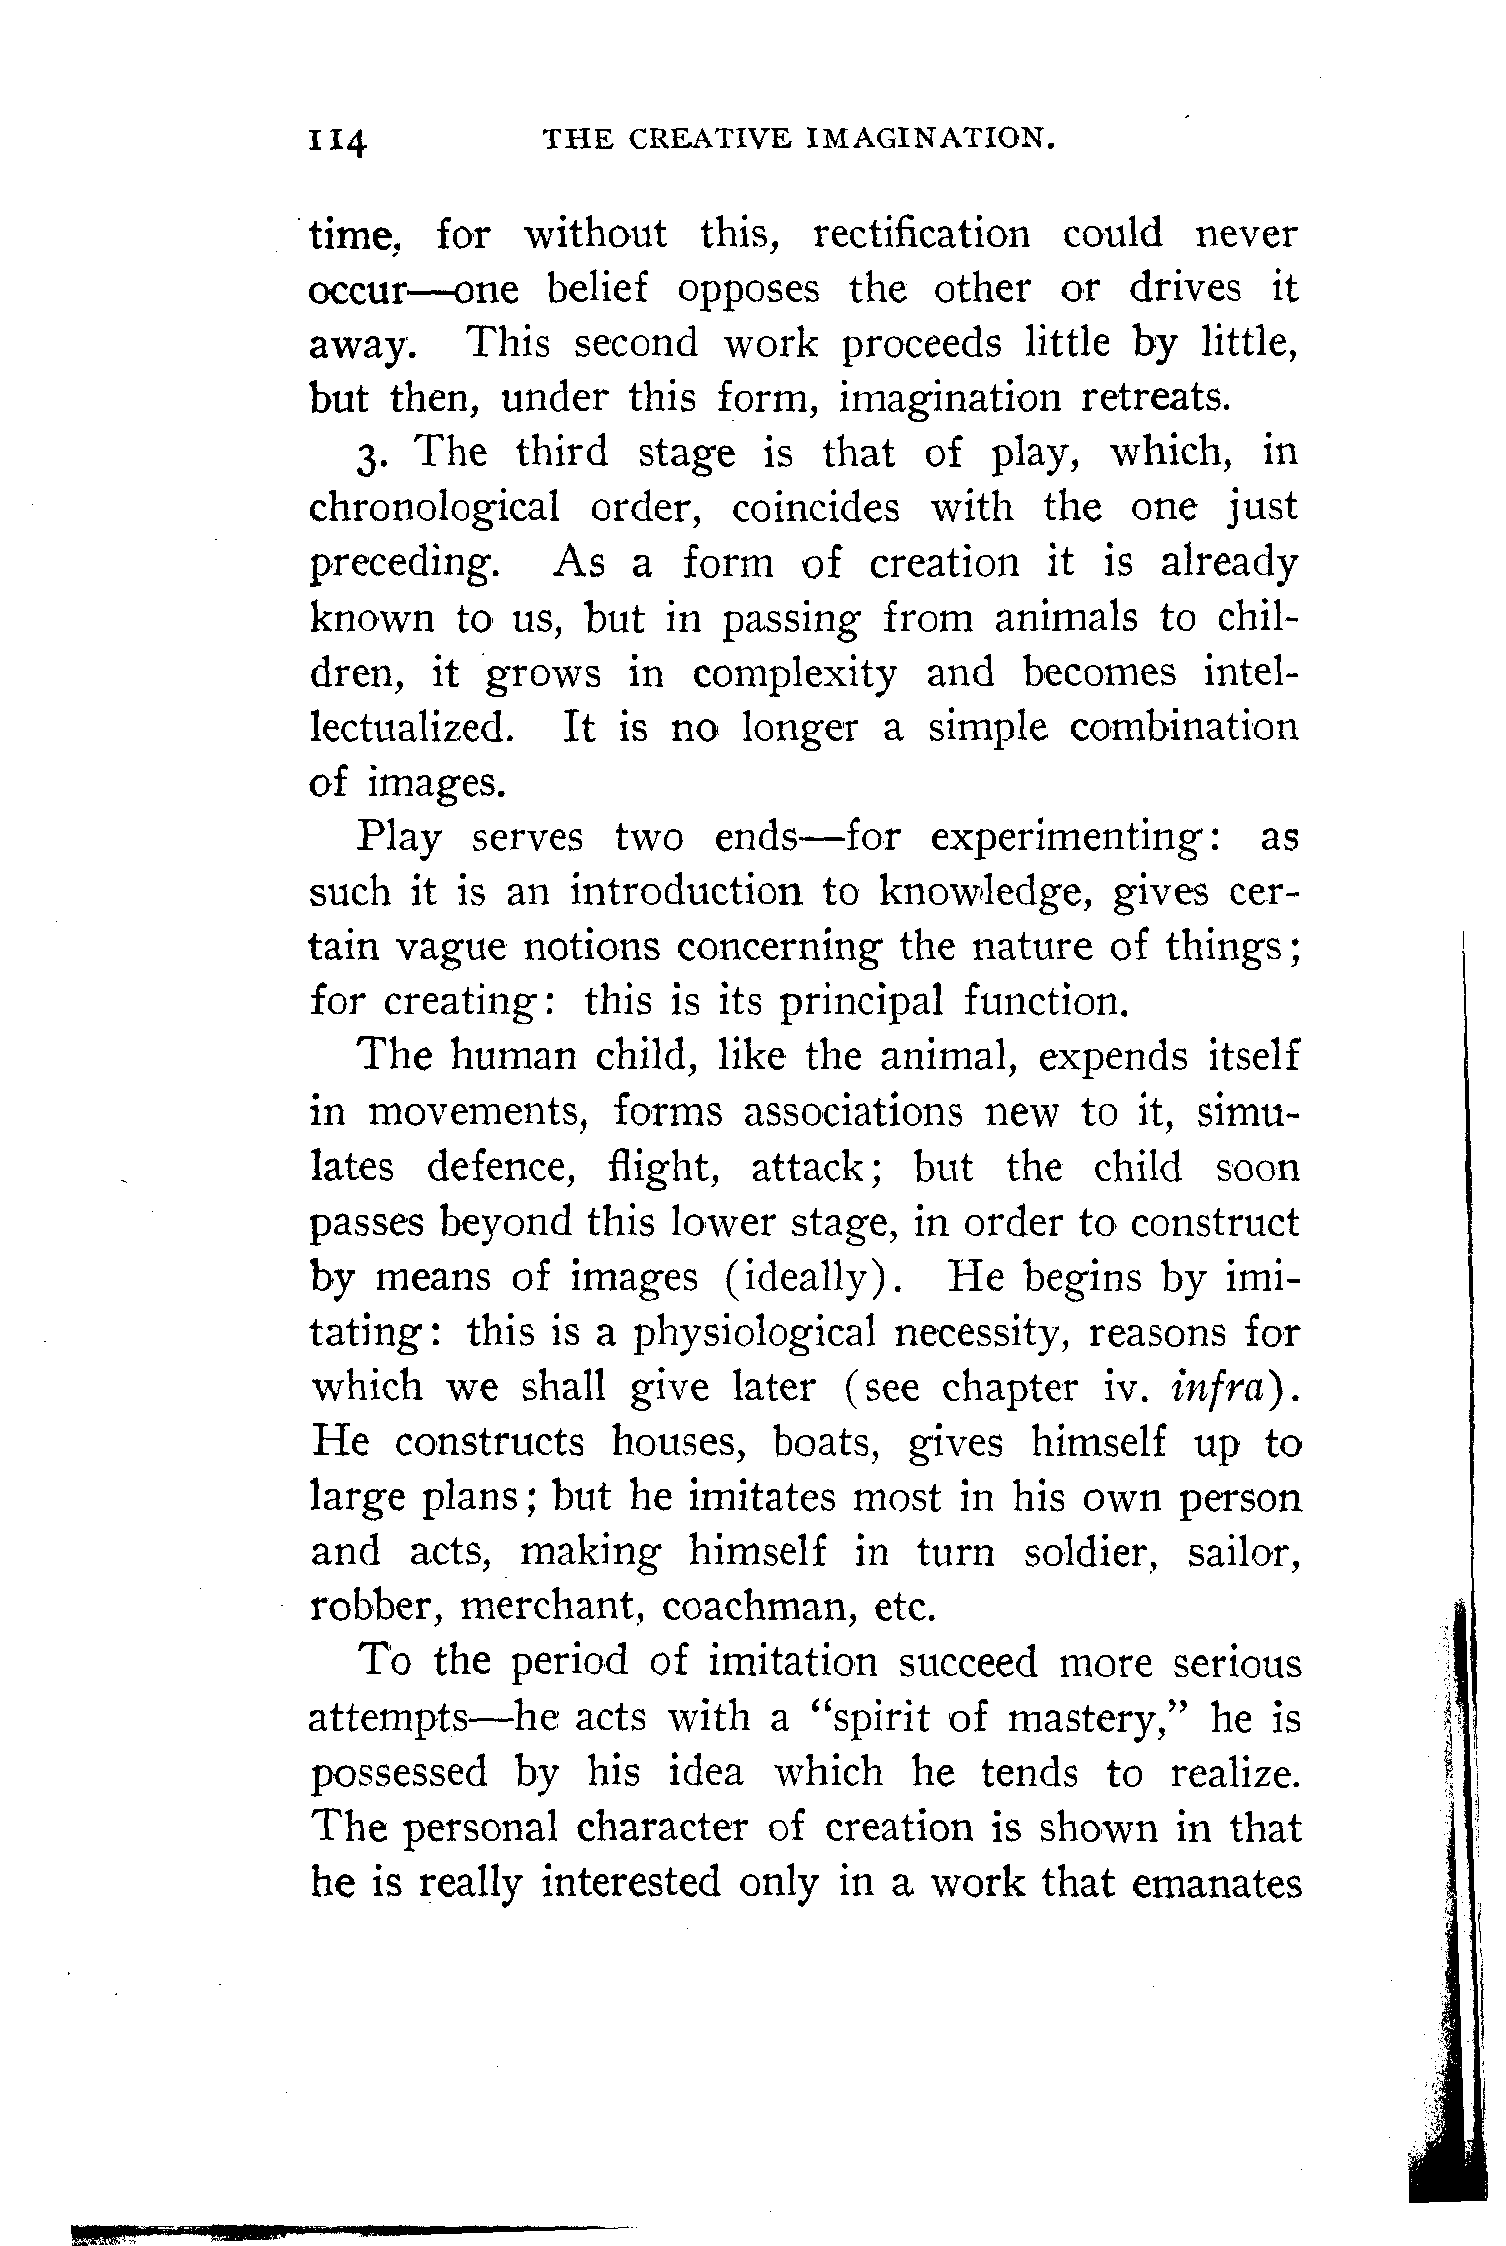 114 THE CREATIVE IMAGINATION.
time, for without this, rectification could never
occur—one belief opposes the other or drives it
away. This second work proceeds little by little,
but then, under this form, imagination retreats.
3. The third stage is that of play, which, in
chronological order, coincides with the one just
preceding. As a form of creation it is already
known to us, but in passing from animals to chil-
dren, it grows in complexity and becomes intel-
lectualized. It is no longer a simple combination
of images.
Play serves two ends—for experimenting: as
such it is an introduction to knowledge, gives cer-
tain vague notions concerning the nature of things;
for creating: this is its principal function.
The human child, like the animal, expends itself
in movements, forms associations new to it, simu-
lates defence, flight, attack; but the child soon
passes beyond this lower stage, in order to construct
by means of images (ideally). He begins by imi-
tating: this is a physiological necessity, reasons for
which we shall give later (see chapter iv. infra).
He constructs houses, boats, gives himself up to
large plans; but he imitates most in his own person
and acts, making himself in turn soldier, sailor,
robber, merchant, coachman, etc.
To the period of imitation succeed more serious
attempts—he acts with a “spirit of mastery,” he is
possessed by his idea which he tends to realize.
The personal character of creation is shown in that
he is really interested only in a work that emanates